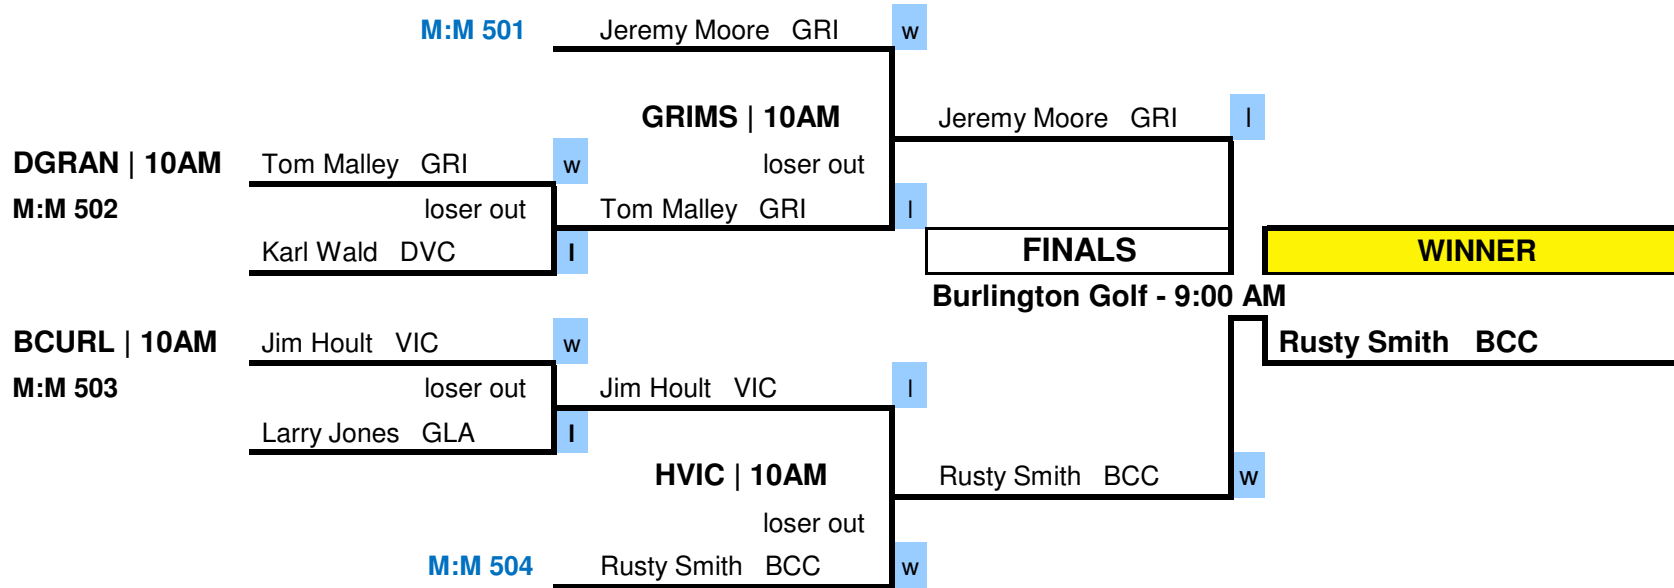 M:M 501 Jeremy Moore GRI w
GRIMS | 10AM Jeremy Moore GRI l
DGRAN | 10AM Tom Malley GRI w loser out
M:M 502 loser out Tom Malley GRI l
Karl Wald DVC l FINALS WINNER
Burlington Golf - 9:00 AM
BCURL | 10AM Jim Hoult VIC w Rusty Smith BCC
M:M 503 loser out Jim Hoult VIC l
Larry Jones GLA l
HVIC | 10AM Rusty Smith BCC w
loser out
M:M 504 Rusty Smith BCC w